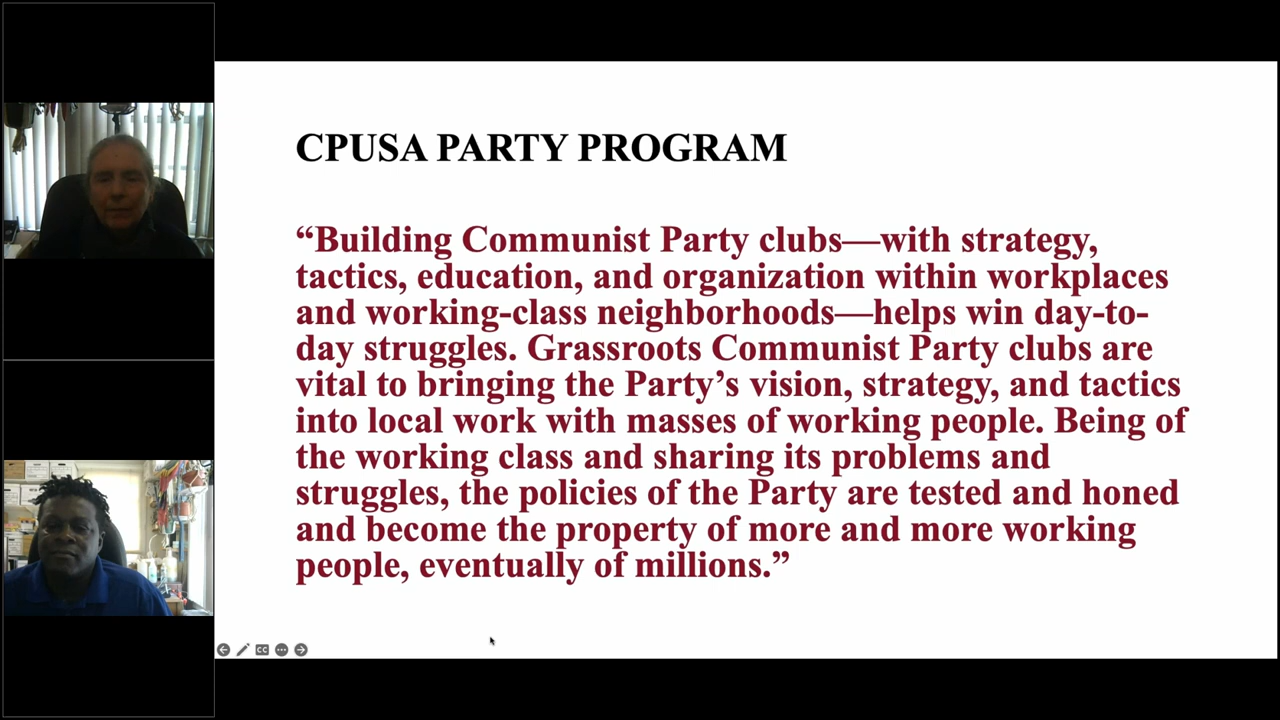 CPUSA PARTY PROGRAM
“Building Communist Party clubs—with strategy,
tactics, education, and organization within workplaces
and working-class neighborhoods—helps win day-to-
day struggles. Grassroots Communist Party clubs are
vital to bringing the Party’s vision, strategy, and tactics
into local work with masses of working people. Being of
the working class and sharing its problems and
struggles, the policies of the Party are tested and honed
and become the property of more and more working
people, eventually of millions.”
CC